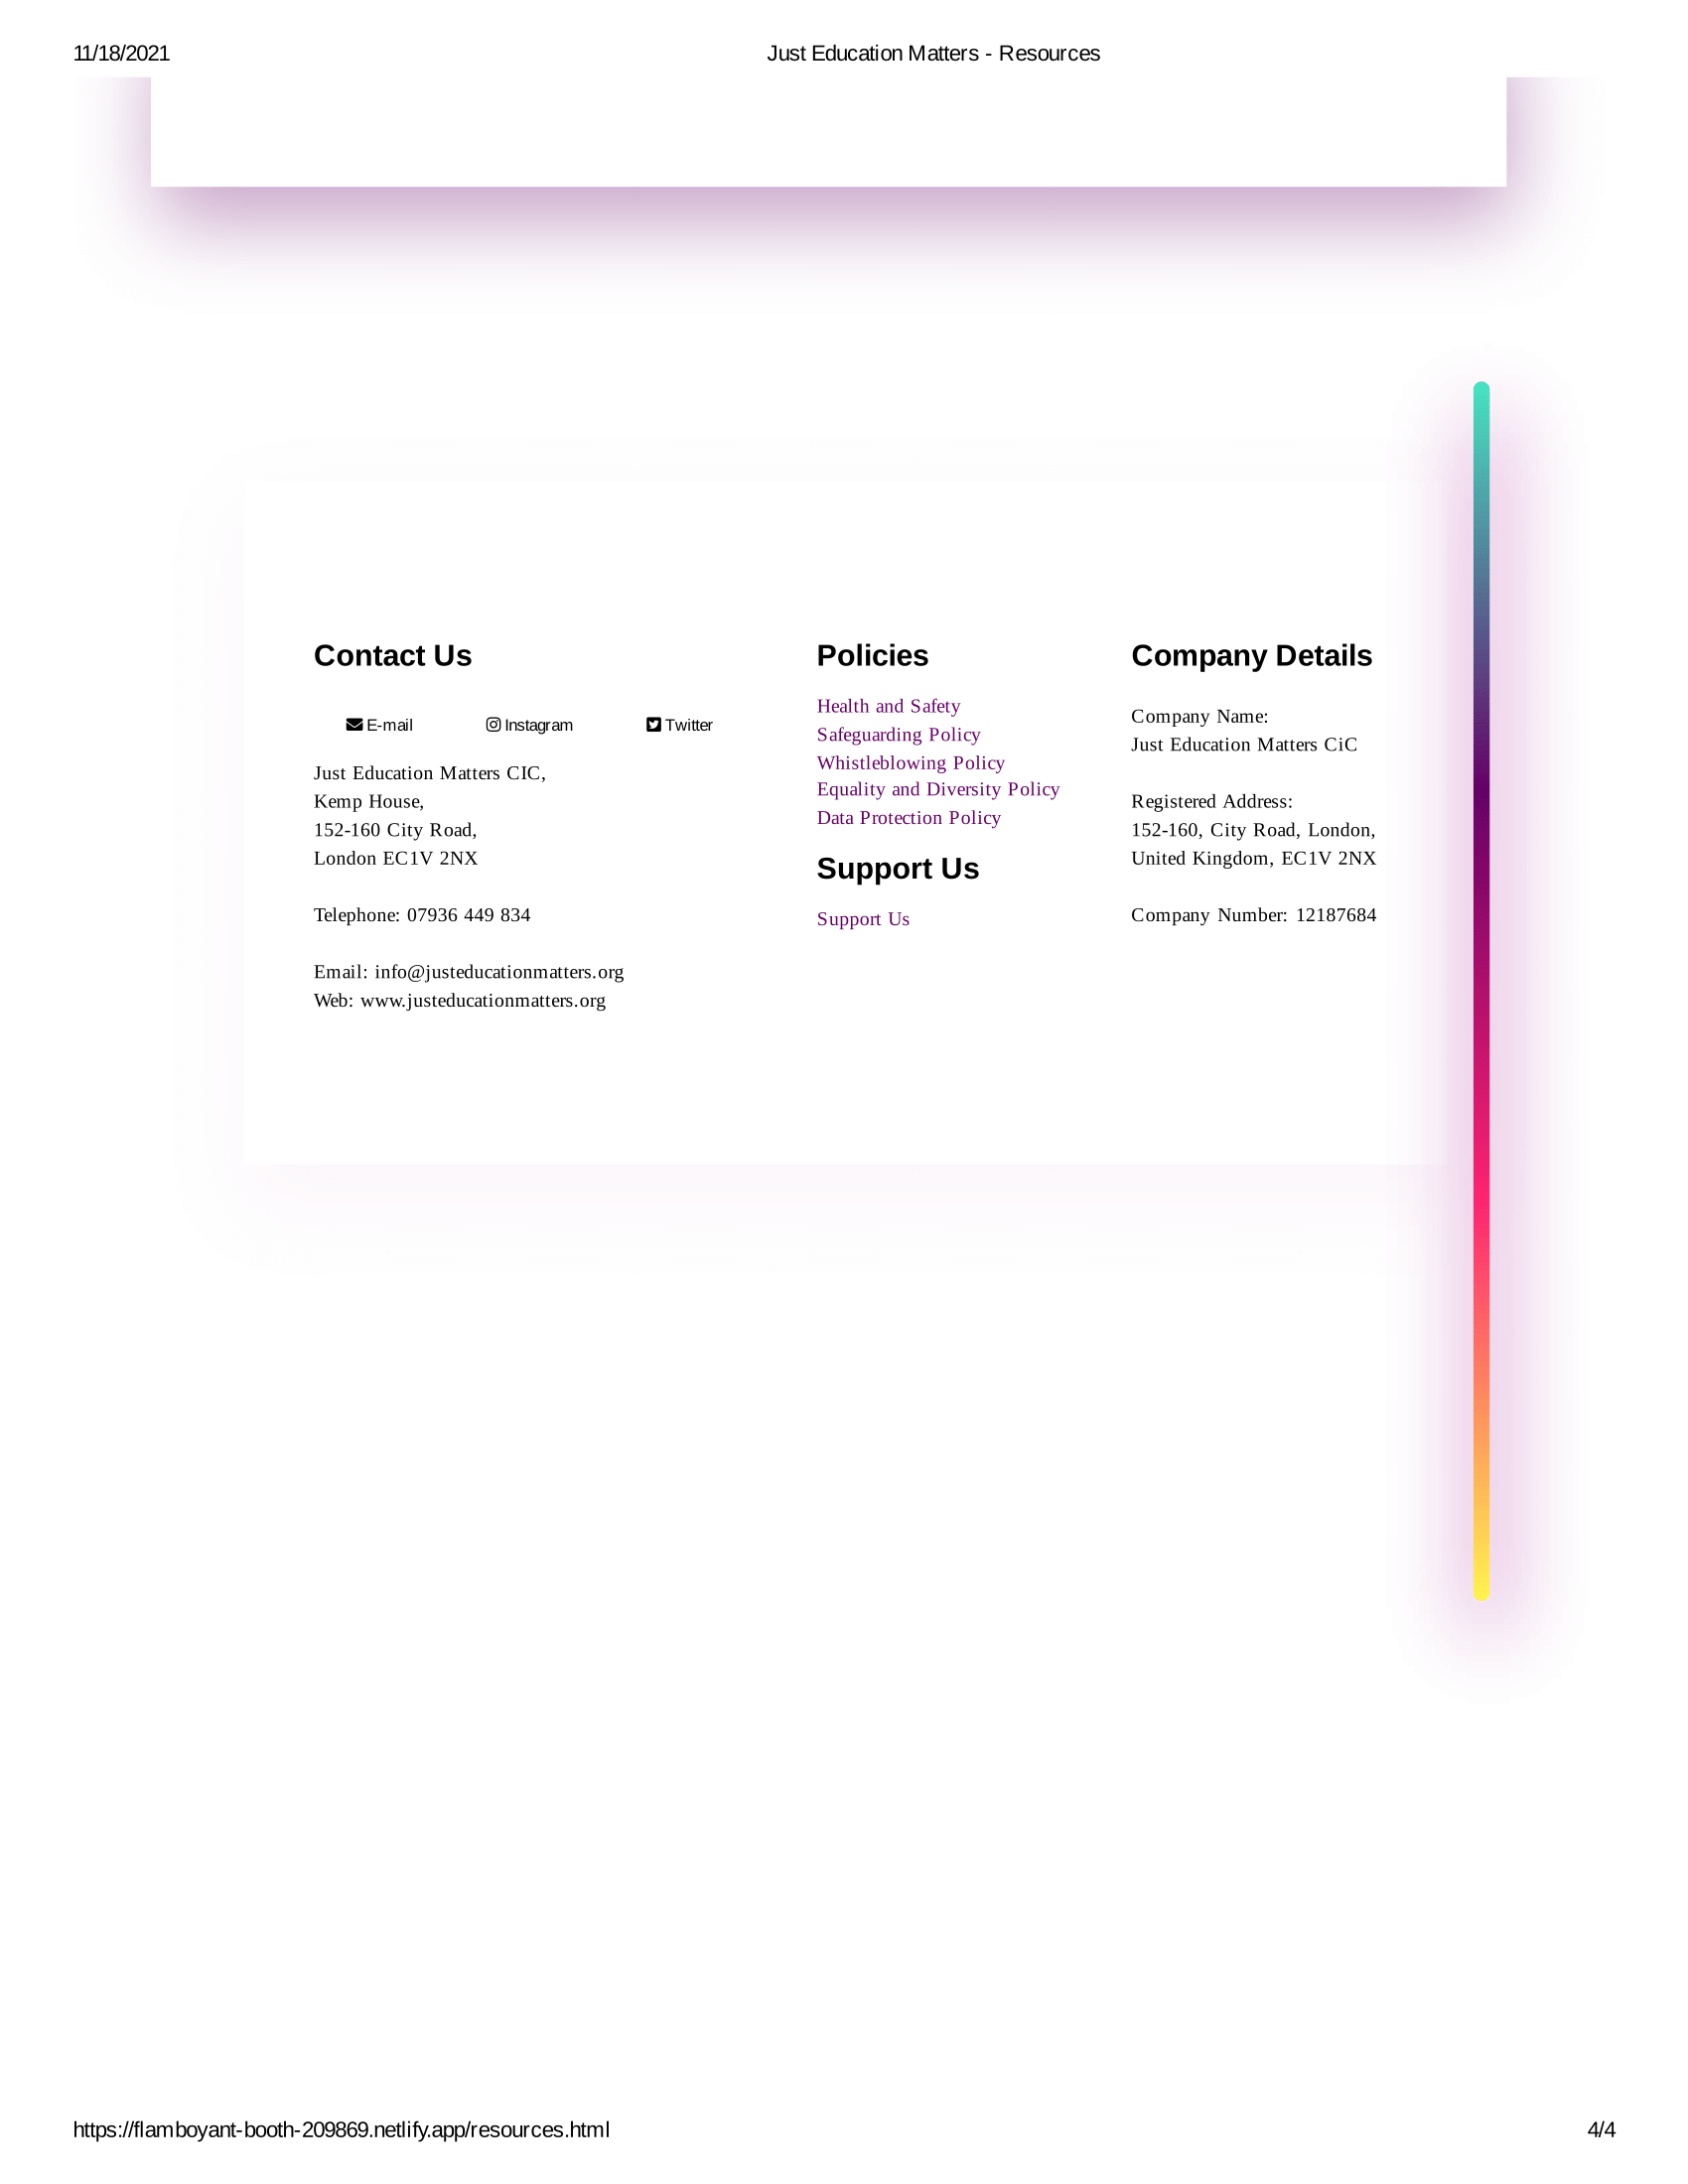 11/18/2021
Just Education Matters - Resources
Contact Us
E-mail
Instagram
Twitter
Just Education Matters CIC,
Kemp House,
152-160 City Road,
London EC1V 2NX
Telephone: 07936 449 834
Email: info@justeducationmatters.org
Web: www.justeducationmatters.org
Policies
Health and Safety
Safeguarding Policy
Whistleblowing Policy
Equality and Diversity Policy
Data Protection Policy
Support Us
Support Us
Company Details
Company Name:
Just Education Matters CiC
Registered Address:
152-160, City Road, London,
United Kingdom, EC1V 2NX
Company Number: 12187684
https://flamboyant-booth-209869.netlify.app/resources.html
4/4